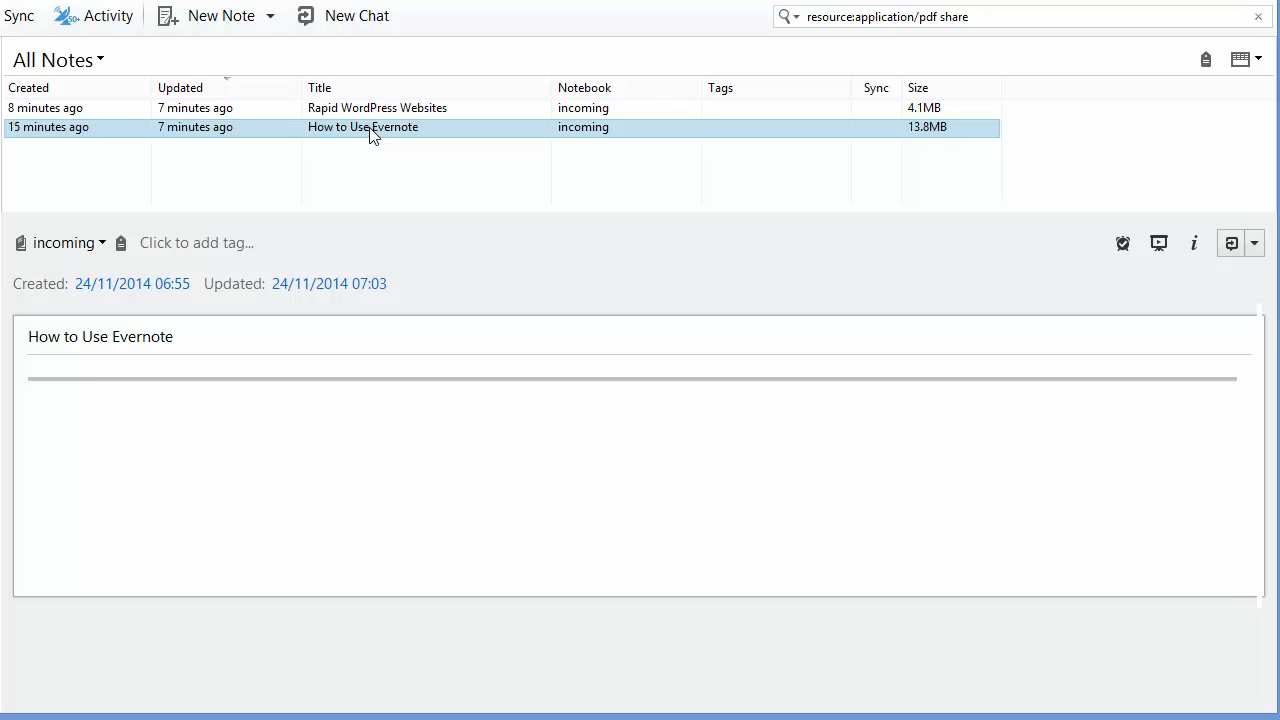 Sync 50+ Activity New Note New Chat resource:application/pdf share
All Notes
Created Updated Title Notebook Tags Sync Size
8 minutes ago 7 minutes ago Rapid WordPress Websites incoming 4.1MB
15 minutes ago 7 minutes ago How to Use Evernote incoming 13.8MB
incoming Click to add tag...
Created: 24/11/2014 06:55 Updated: 24/11/2014 07:03
How to Use Evernote